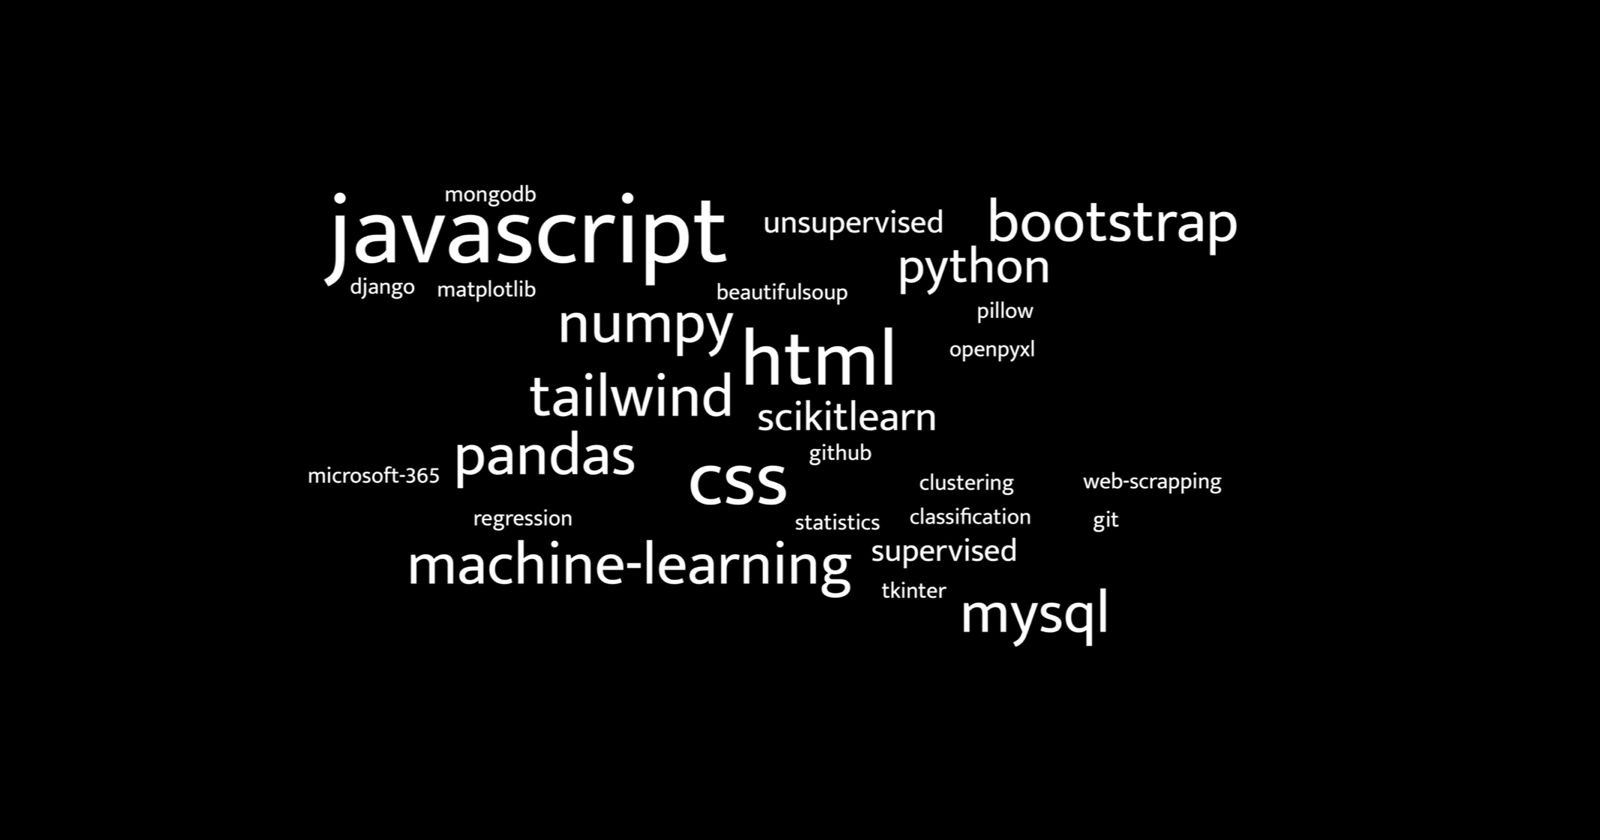 mongodb
javascript
unsupervised
bootstrap
python
django
matplotlib
beautifulsoup
pillow
numpy
html
openpyxl
tailwind
scikitlearn
github
pandas
microsoft-365
css
clustering
web-scrapping
regression
statistics
classification
git
machine-learning
supervised
tkinter
mysql